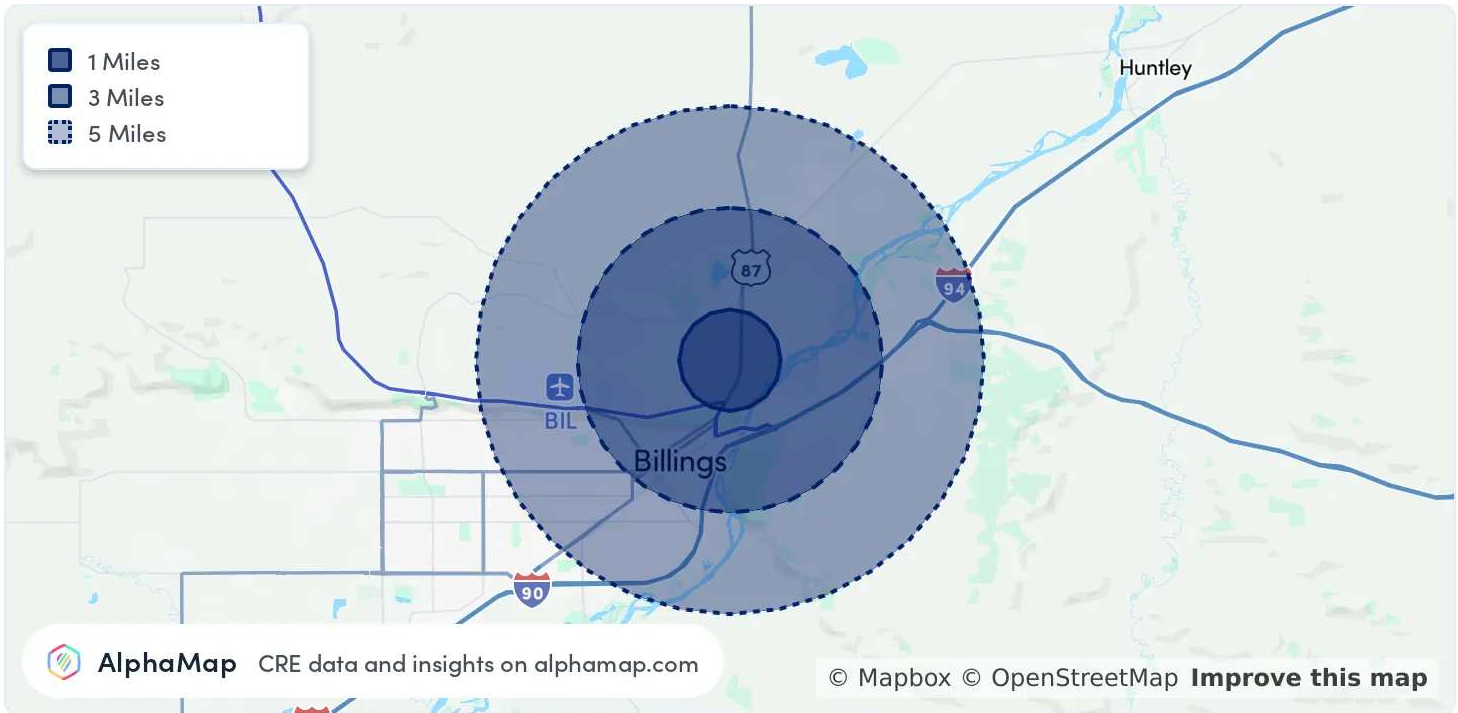 1 Miles
3 Miles
5 Miles
Huntley
87
94
BIL
Billings
90
AlphaMap CRE data and insights on alphamap.com
© Mapbox © OpenStreetMap Improve this map